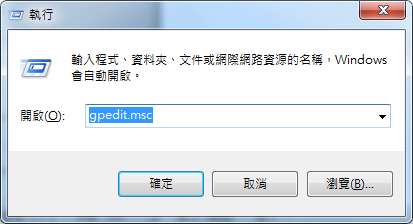 執行
輸入程式、資料夾、文件或網際網路資源的名稱，Windows
會自動開啟。
開啟(O):
gpedit.msc
確定
取消
瀏覽(B)...